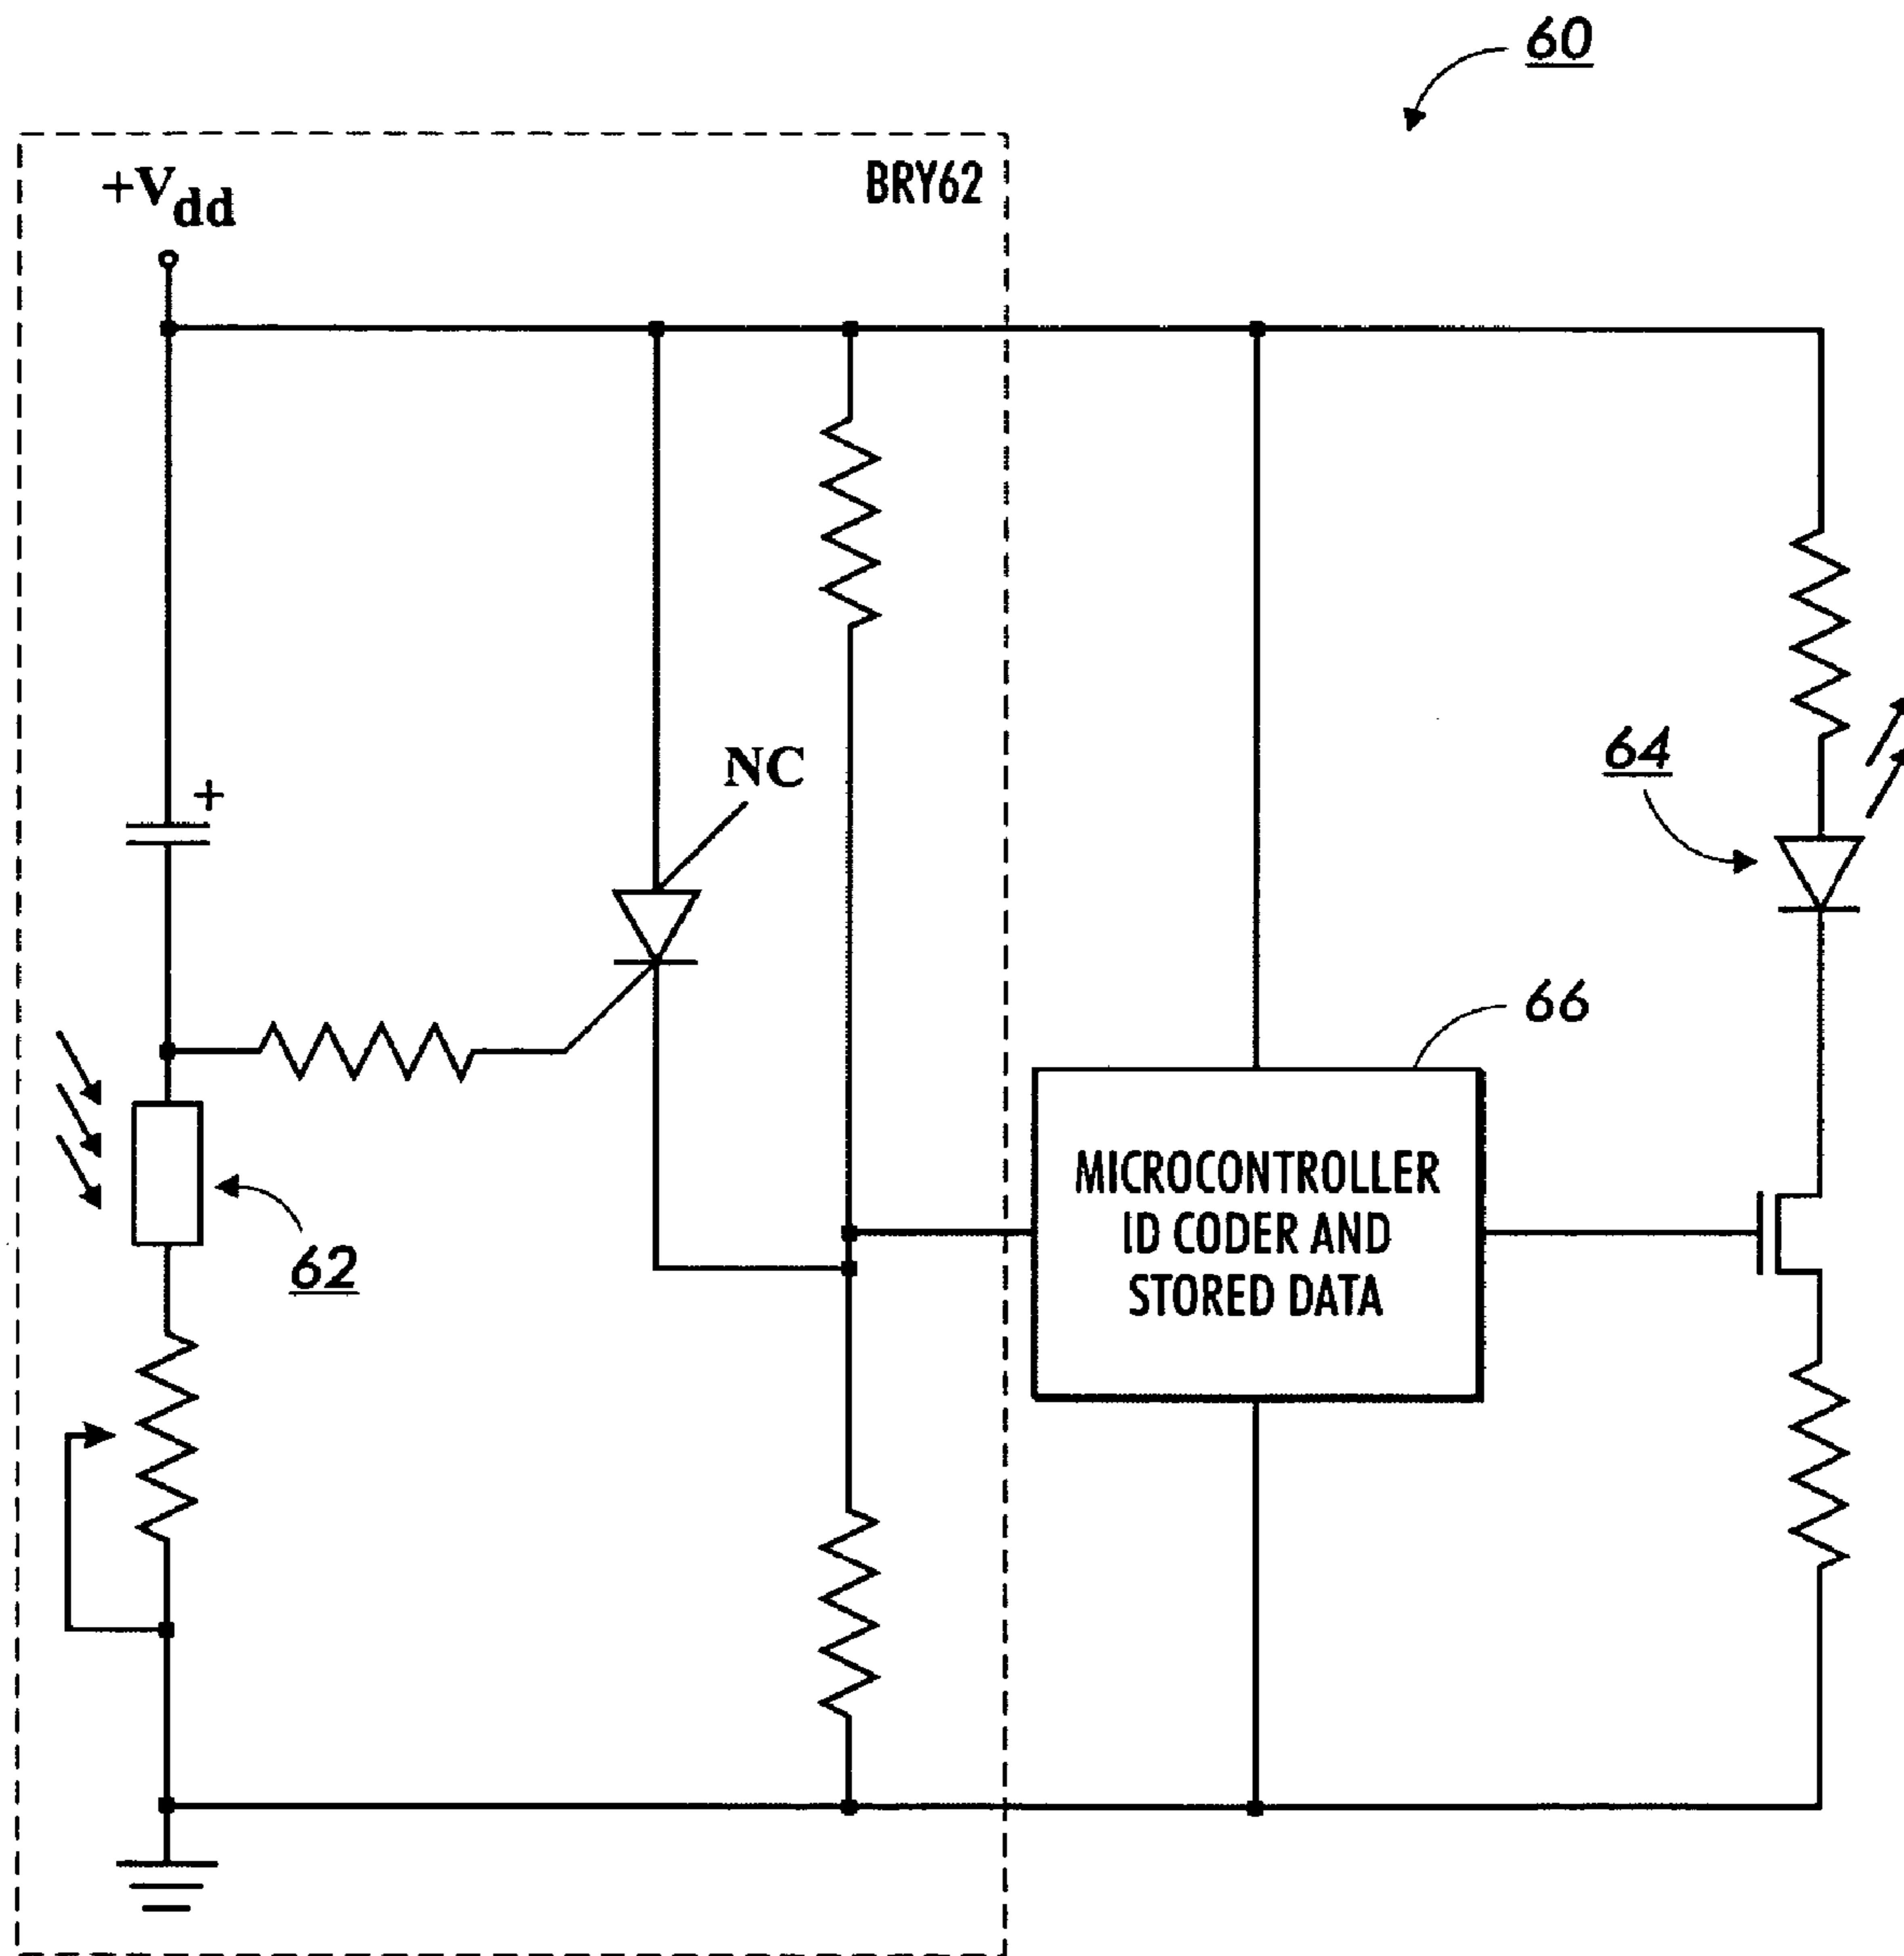 60
BRY62
+Vdd
+
NC
64
66
MICROCONTROLLER
ID CODER AND
STORED DATA
62